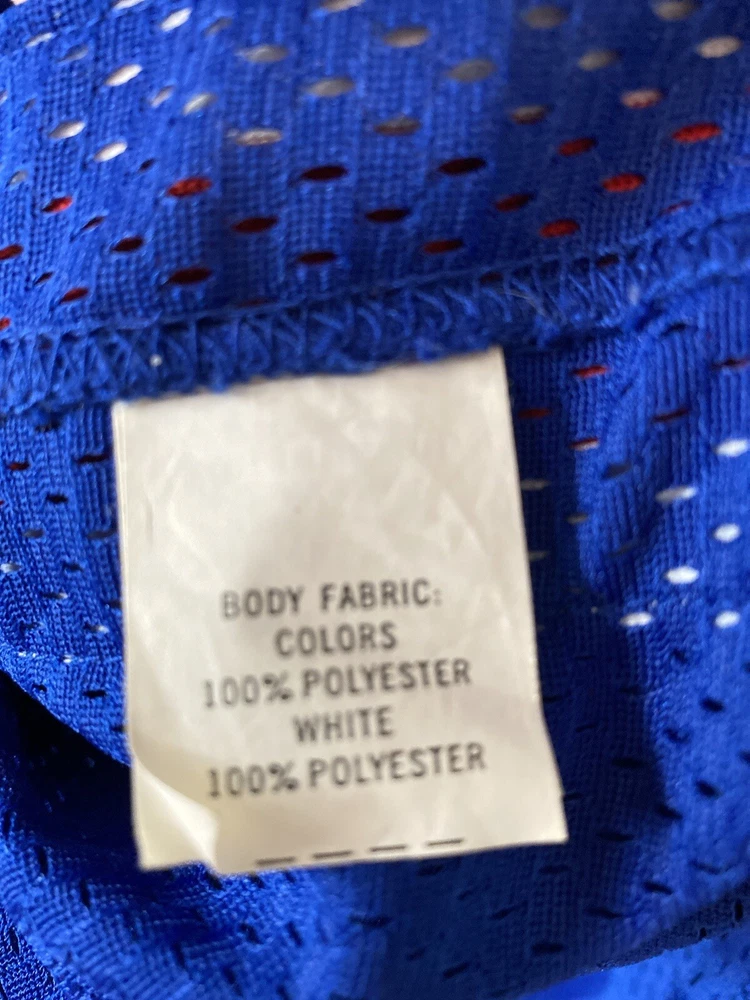 BODY FABRIC:
COLORS
100% POLYESTER
WHITE
100% POLYESTER